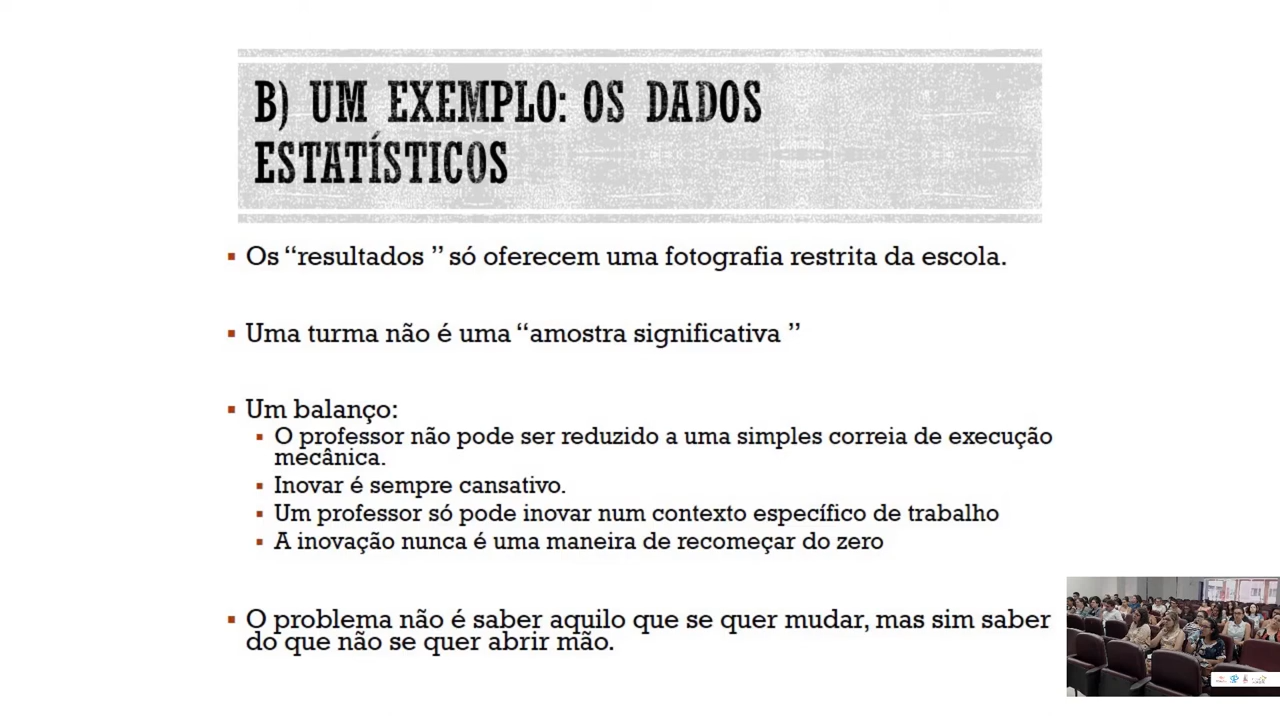 B) UM EXEMPLO: OS DADOS
ESTATÍSTICOS
Os “resultados ” só oferecem uma fotografia restrita da escola.
Uma turma não é uma “amostra significativa ”
Um balanço:
O professor não pode ser reduzido a uma simples correia de execução
mecânica.
Inovar é sempre cansativo.
Um professor só pode inovar num contexto específico de trabalho
A inovação nunca é uma maneira de recomeçar do zero
O problema não é saber aquilo que se quer mudar, mas sim saber
do que não se quer abrir mão.